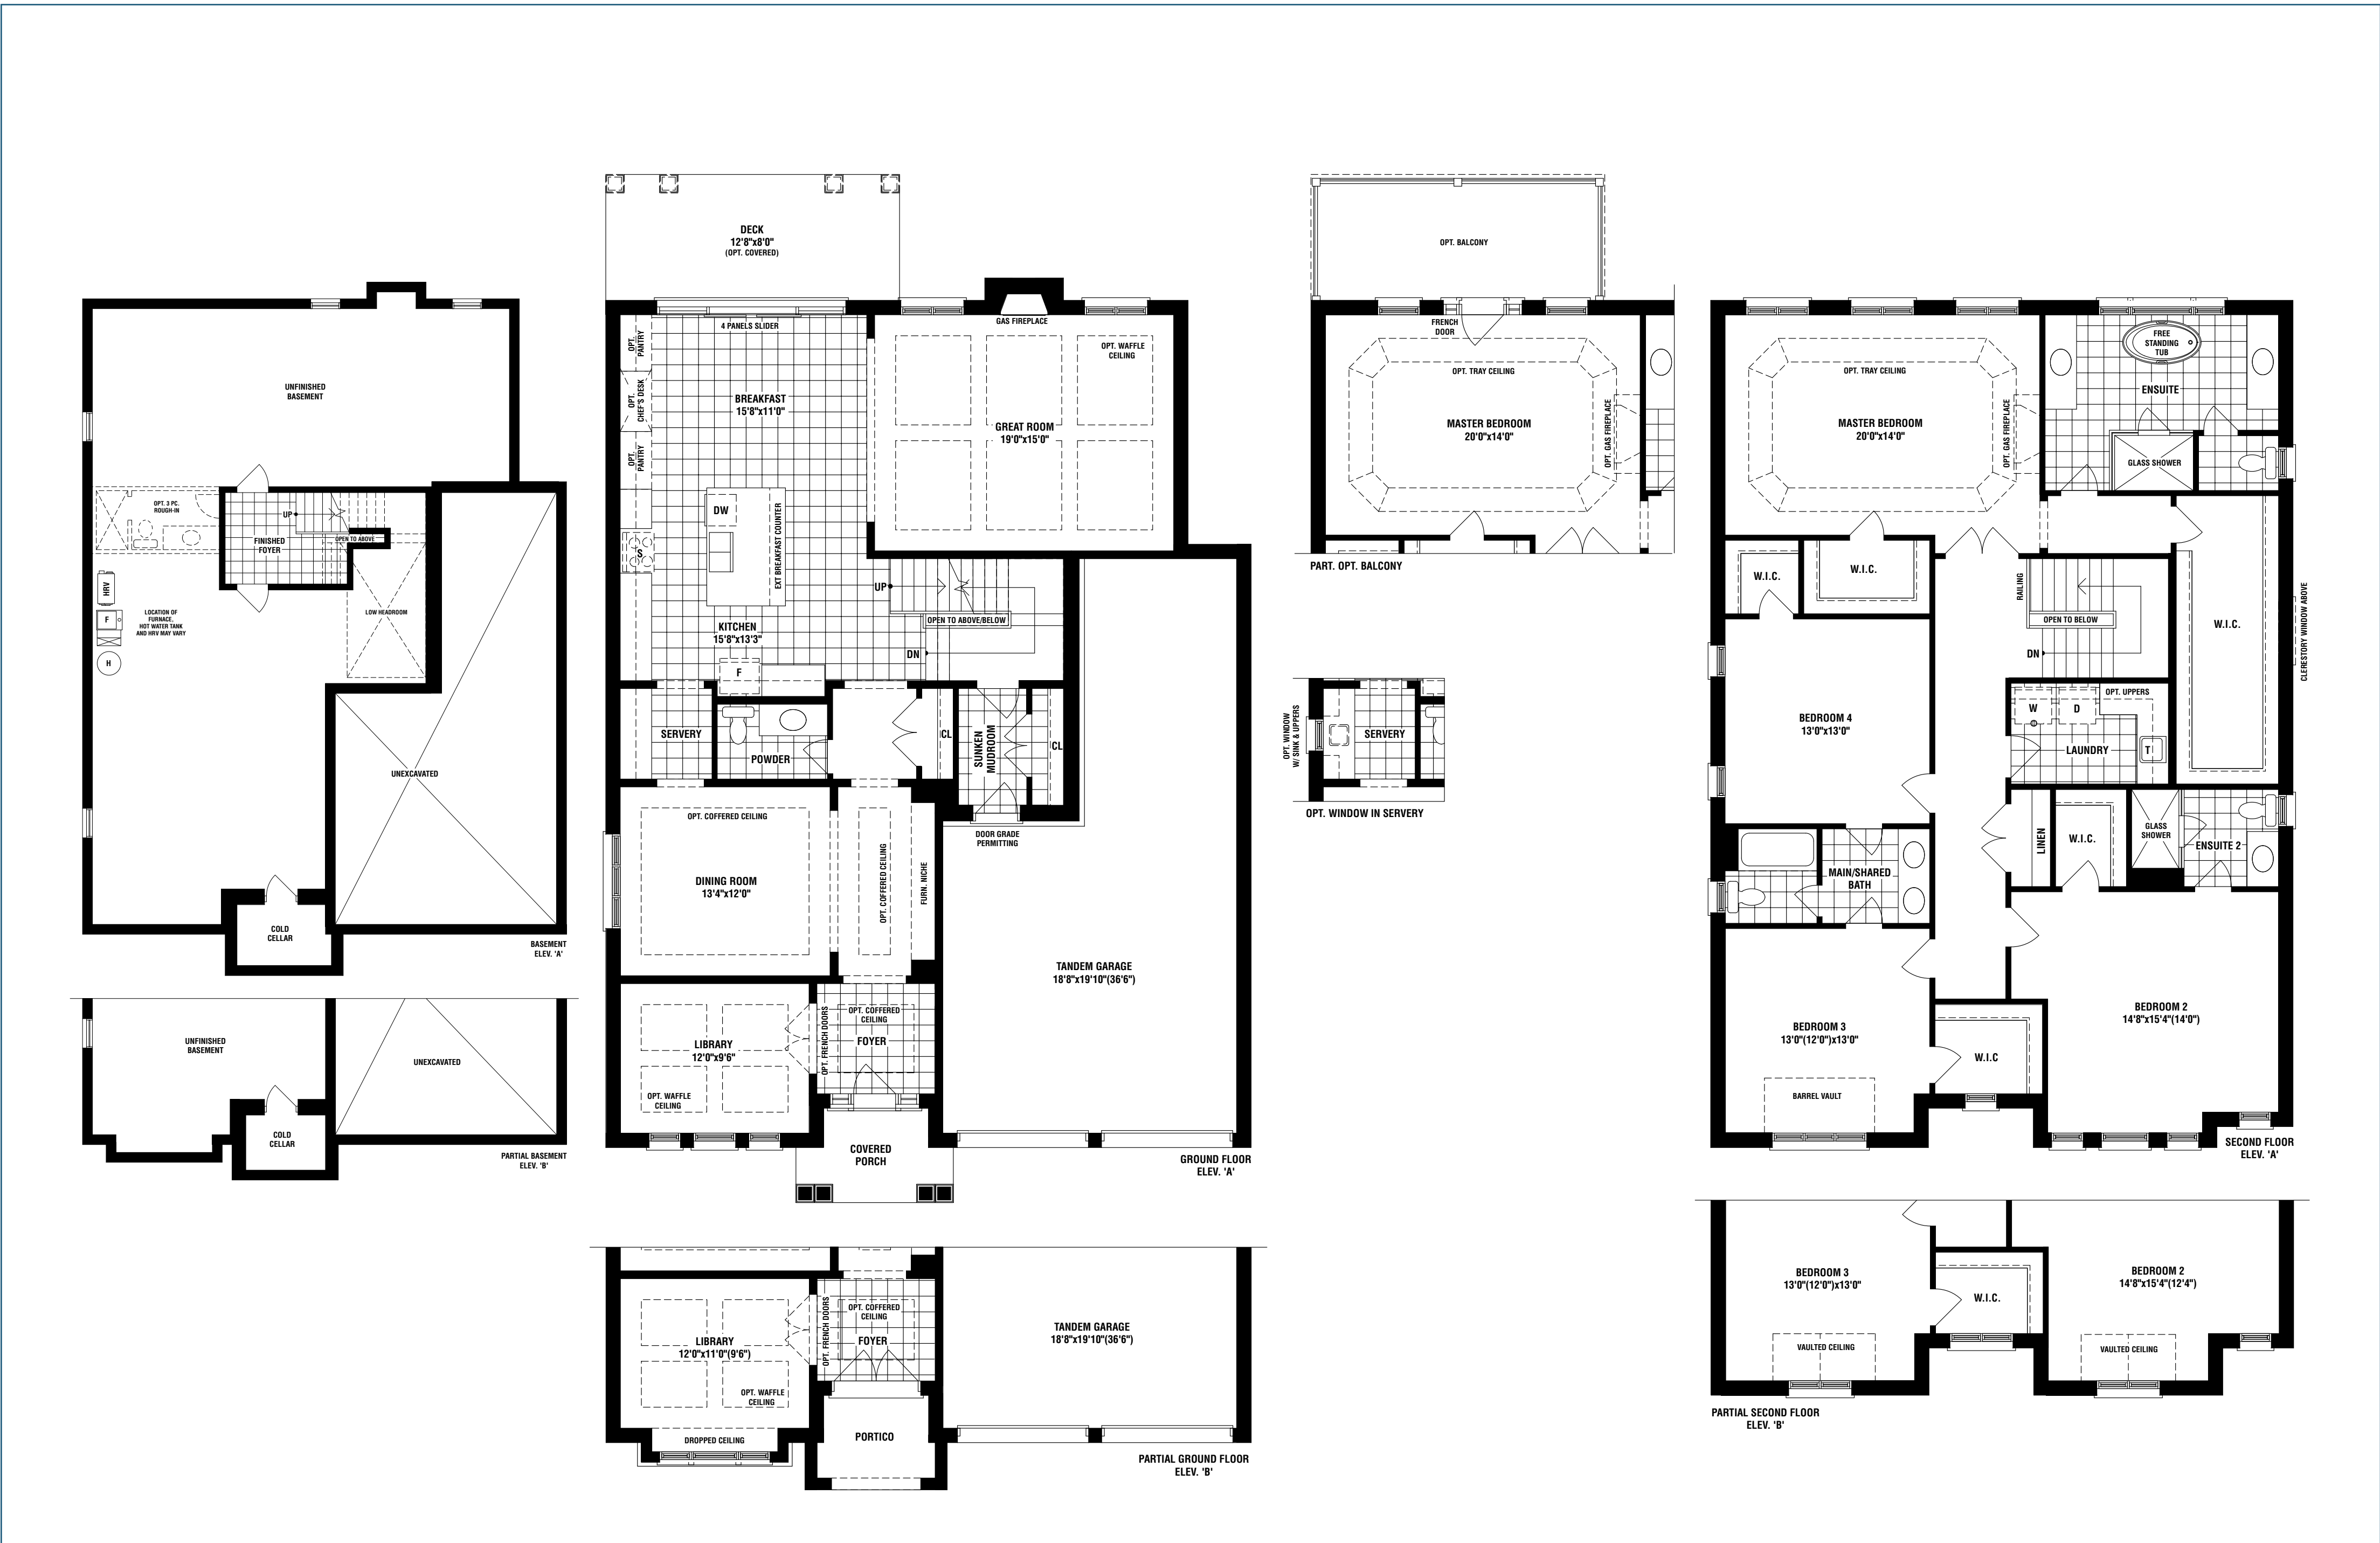 UNFINISHED
BASEMENT
OPT. 3 PC.
ROUGH-IN
UP
OPEN TO ABOVE
FINISHED
FOYER
HRV
F
H
LOCATION OF
FURNACE,
HOT WATER TANK
AND HRV MAY VARY
LOW HEADROOM
UNEXCAVATED
COLD
CELLAR
BASEMENT
ELEV. 'A'
UNFINISHED
BASEMENT
UNEXCAVATED
COLD
CELLAR
PARTIAL BASEMENT
ELEV. 'B'
DECK
12'8"x8'0"
(OPT. COVERED)
4 PANELS SLIDER
GAS FIREPLACE
OPT.
PANTRY
OPT. WAFFLE
CEILING
OPT.
CHEF'S DESK
BREAKFAST
15'8"x11'0"
GREAT ROOM
19'0"x15'0"
OPT.
PANTRY
DW
EXT BREAKFAST COUNTER
S
UP
OPEN TO ABOVE/BELOW
KITCHEN
15'8"x13'3"
DN
F
SERVERY
POWDER
CL
SUNKEN
MUDROOM
CL
OPT. COFFERED CEILING
DOOR GRADE
PERMITTING
DINING ROOM
13'4"x12'0"
OPT. COFFERED CEILING
FURN. NICHE
TANDEM GARAGE
18'8"x19'10"(36'6")
LIBRARY
12'0"x9'6"
OPT. WAFFLE
CEILING
OPT. FRENCH DOORS
OPT. COFFERED
CEILING
FOYER
COVERED
PORCH
GROUND FLOOR
ELEV. 'A'
LIBRARY
12'0"x11'0"(9'6")
OPT. WAFFLE
CEILING
DROPPED CEILING
OPT. FRENCH DOORS
OPT. COFFERED
CEILING
FOYER
PORTICO
TANDEM GARAGE
18'8"x19'10"(36'6")
PARTIAL GROUND FLOOR
ELEV. 'B'
OPT. BALCONY
FRENCH
DOOR
OPT. TRAY CEILING
MASTER BEDROOM
20'0"x14'0"
OPT. GAS FIREPLACE
PART. OPT. BALCONY
OPT. WINDOW
W/ SINK & UPPERS
SERVERY
OPT. WINDOW IN SERVERY
OPT. TRAY CEILING
MASTER BEDROOM
20'0"x14'0"
OPT. GAS FIREPLACE
FREE
STANDING
TUB
ENSUITE
GLASS SHOWER
W.I.C.
W.I.C.
RAILING
OPEN TO BELOW
DN
W.I.C.
CLERESTORY WINDOW ABOVE
BEDROOM 4
13'0"x13'0"
W
D
OPT. UPPERS
LAUNDRY
T
MAIN/SHARED
BATH
LINEN
W.I.C.
GLASS
SHOWER
ENSUITE 2
BEDROOM 3
13'0"(12'0")x13'0"
BARREL VAULT
W.I.C
BEDROOM 2
14'8"x15'4"(14'0")
SECOND FLOOR
ELEV. 'A'
BEDROOM 3
13'0"(12'0")x13'0"
VAULTED CEILING
W.I.C.
BEDROOM 2
14'8"x15'4"(12'4")
VAULTED CEILING
PARTIAL SECOND FLOOR
ELEV. 'B'